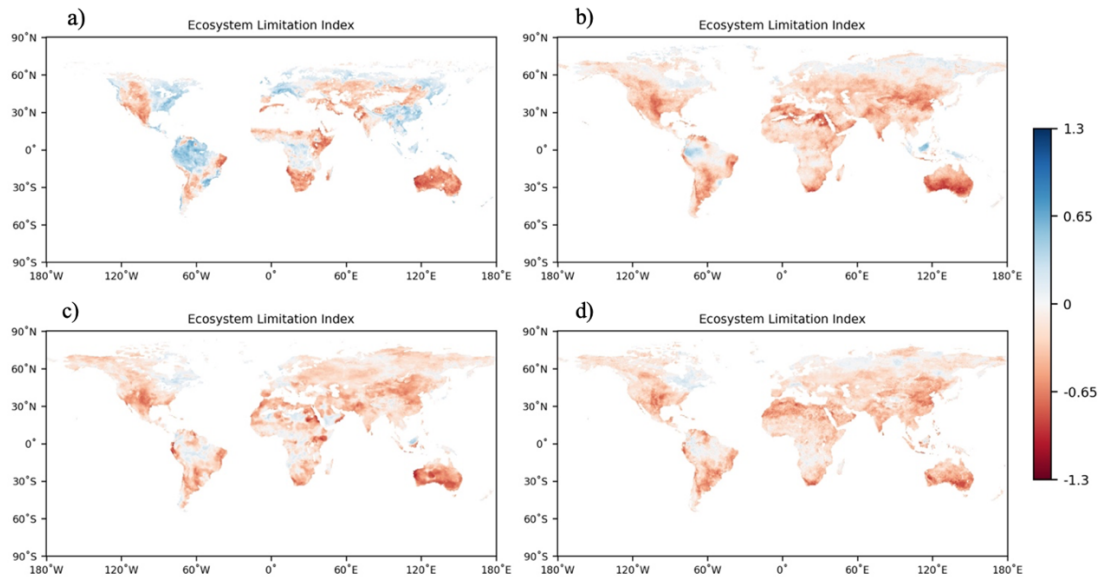 a)
Ecosystem Limitation Index
90˚N
60˚N
30˚N
0˚
30˚S
60˚S
90˚S
180˚W 120˚W 60˚W 0˚ 60˚E 120˚E 180˚E
b)
Ecosystem Limitation Index
90˚N
60˚N
30˚N
0˚
30˚S
60˚S
90˚S
180˚W 120˚W 60˚W 0˚ 60˚E 120˚E 180˚E
c)
Ecosystem Limitation Index
90˚N
60˚N
30˚N
0˚
30˚S
60˚S
90˚S
180˚W 120˚W 60˚W 0˚ 60˚E 120˚E 180˚E
d)
Ecosystem Limitation Index
90˚N
60˚N
30˚N
0˚
30˚S
60˚S
90˚S
180˚W 120˚W 60˚W 0˚ 60˚E 120˚E 180˚E
1.3
0.65
0
-0.65
-1.3